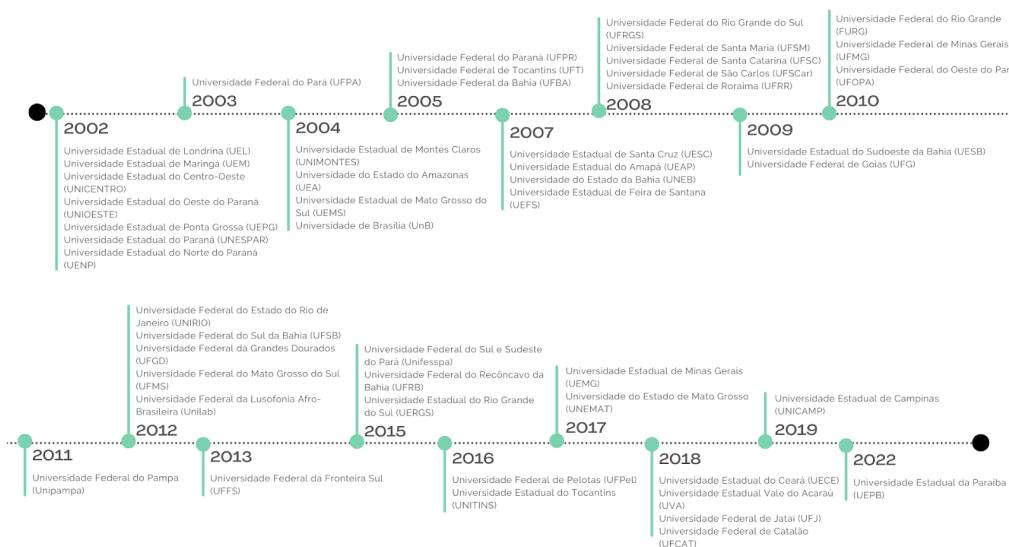 2002
Universidade Estadual de Londrina (UEL)
Universidade Estadual de Maringá (UEM)
Universidade Estadual do Centro-Oeste
(UNICENTRO)
Universidade Estadual do Oeste do Paraná
(UNIOESTE)
Universidade Estadual de Ponta Grossa (UEPG)
Universidade Estadual do Paraná (UNESPAR)
Universidade Estadual do Norte do Paraná
(UENP)
Universidade Federal do Pará (UFPA)
2003
2004
Universidade Estadual de Montes Claros
(UNIMONTES)
Universidade do Estado do Amazonas
(UEA)
Universidade Estadual de Mato Grosso do
Sul (UEMS)
Universidade de Brasília (UnB)
Universidade Federal do Paraná (UFPR)
Universidade Federal de Tocantins (UFT)
Universidade Federal da Bahia (UFBA)
2005
2007
Universidade Estadual de Santa Cruz (UESC)
Universidade Estadual do Amapá (UEAP)
Universidade do Estado da Bahia (UNEB)
Universidade Estadual de Feira de Santana
(UEFS)
Universidade Federal do Rio Grande do Sul
(UFRGS)
Universidade Federal de Santa Maria (UFSM)
Universidade Federal de Santa Catarina (UFSC)
Universidade Federal de São Carlos (UFSCar)
Universidade Federal de Roraima (UFRR)
2008
2009
Universidade Estadual do Sudoeste da Bahia (UESB)
Universidade Federal de Goias (UFG)
Universidade Federal do Rio Grande
(FURG)
Universidade Federal de Minas Gerais
(UFMG)
Universidade Federal do Oeste do Par
(UFOPA)
2010
2011
Universidade Federal do Pampa
(Unipampa)
Universidade Federal do Estado do Rio de
Janeiro (UNIRIO)
Universidade Federal do Sul da Bahia (UFSB)
Universidade Federal da Grandes Dourados
(UFGD)
Universidade Federal do Mato Grosso do Sul
(UFMS)
Universidade Federal da Lusofonia Afro-
Brasileira (Unilab)
2012
2013
Universidade Federal da Fronteira Sul
(UFFS)
Universidade Federal do Sul e Sudeste
do Pará (Unifesspa)
Universidade Federal do Recôncavo da
Bahia (UFRB)
Universidade Estadual do Rio Grande
do Sul (UERGS)
2015
2016
Universidade Federal de Pelotas (UFPel)
Universidade Estadual do Tocantins
(UNITINS)
Universidade Estadual de Minas Gerais
(UEMG)
Universidade do Estado de Mato Grosso
(UNEMAT)
2017
2018
Universidade Estadual do Ceará (UECE)
Universidade Estadual Vale do Acaraú
(UVA)
Universidade Federal de Jataí (UFJ)
Universidade Federal de Catalão
(UFCAT)
Universidade Estadual de Campinas
(UNICAMP)
2019
2022
Universidade Estadual da Paraíba
(UEPB)